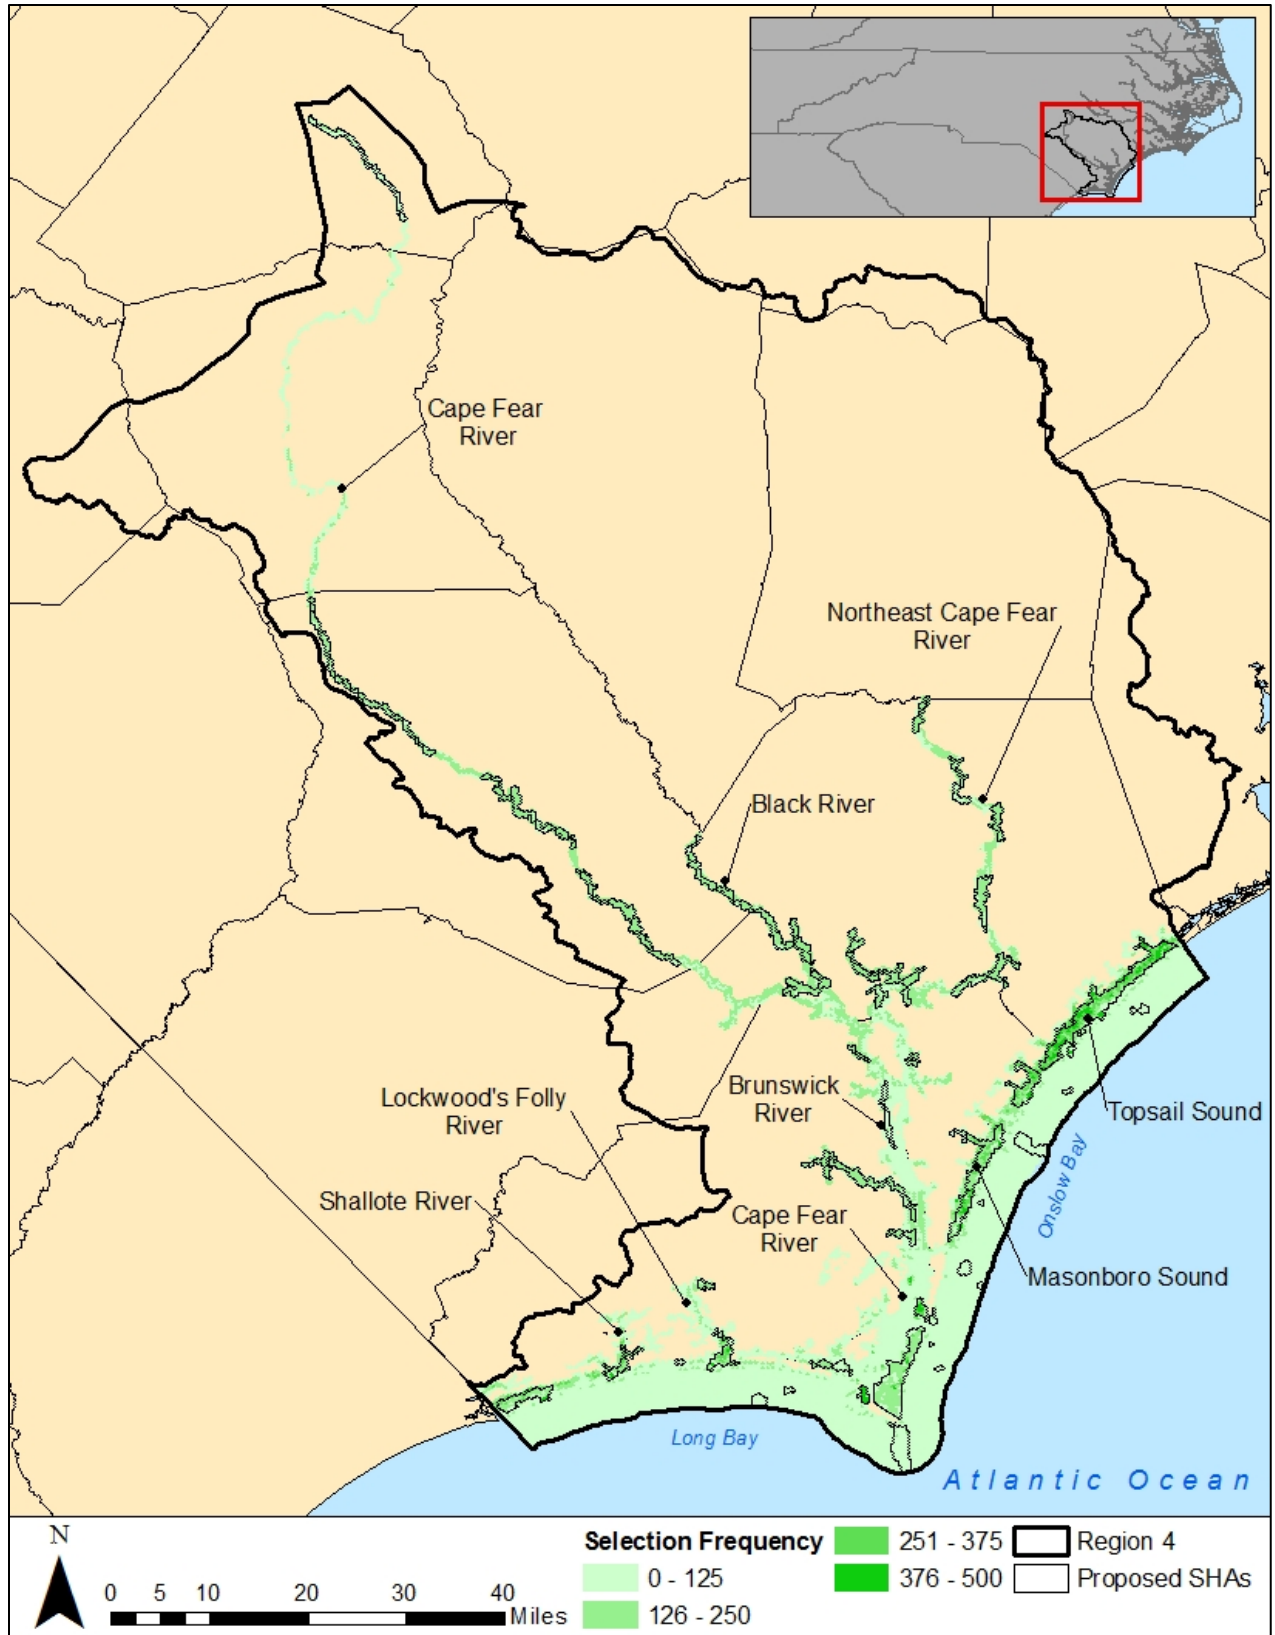 Cape Fear
River
Northeast Cape Fear
River
Black River
Brunswick
River
Lockwood's Folly
River
Topsail Sound
Onslow Bay
Shallote River
Cape Fear
River
Masonboro Sound
Long Bay
Atlantic Ocean
N
0 5 10 20 30 40
Miles
Selection Frequency
0 - 125
126 - 250
251 - 375
376 - 500
Region 4
Proposed SHAs